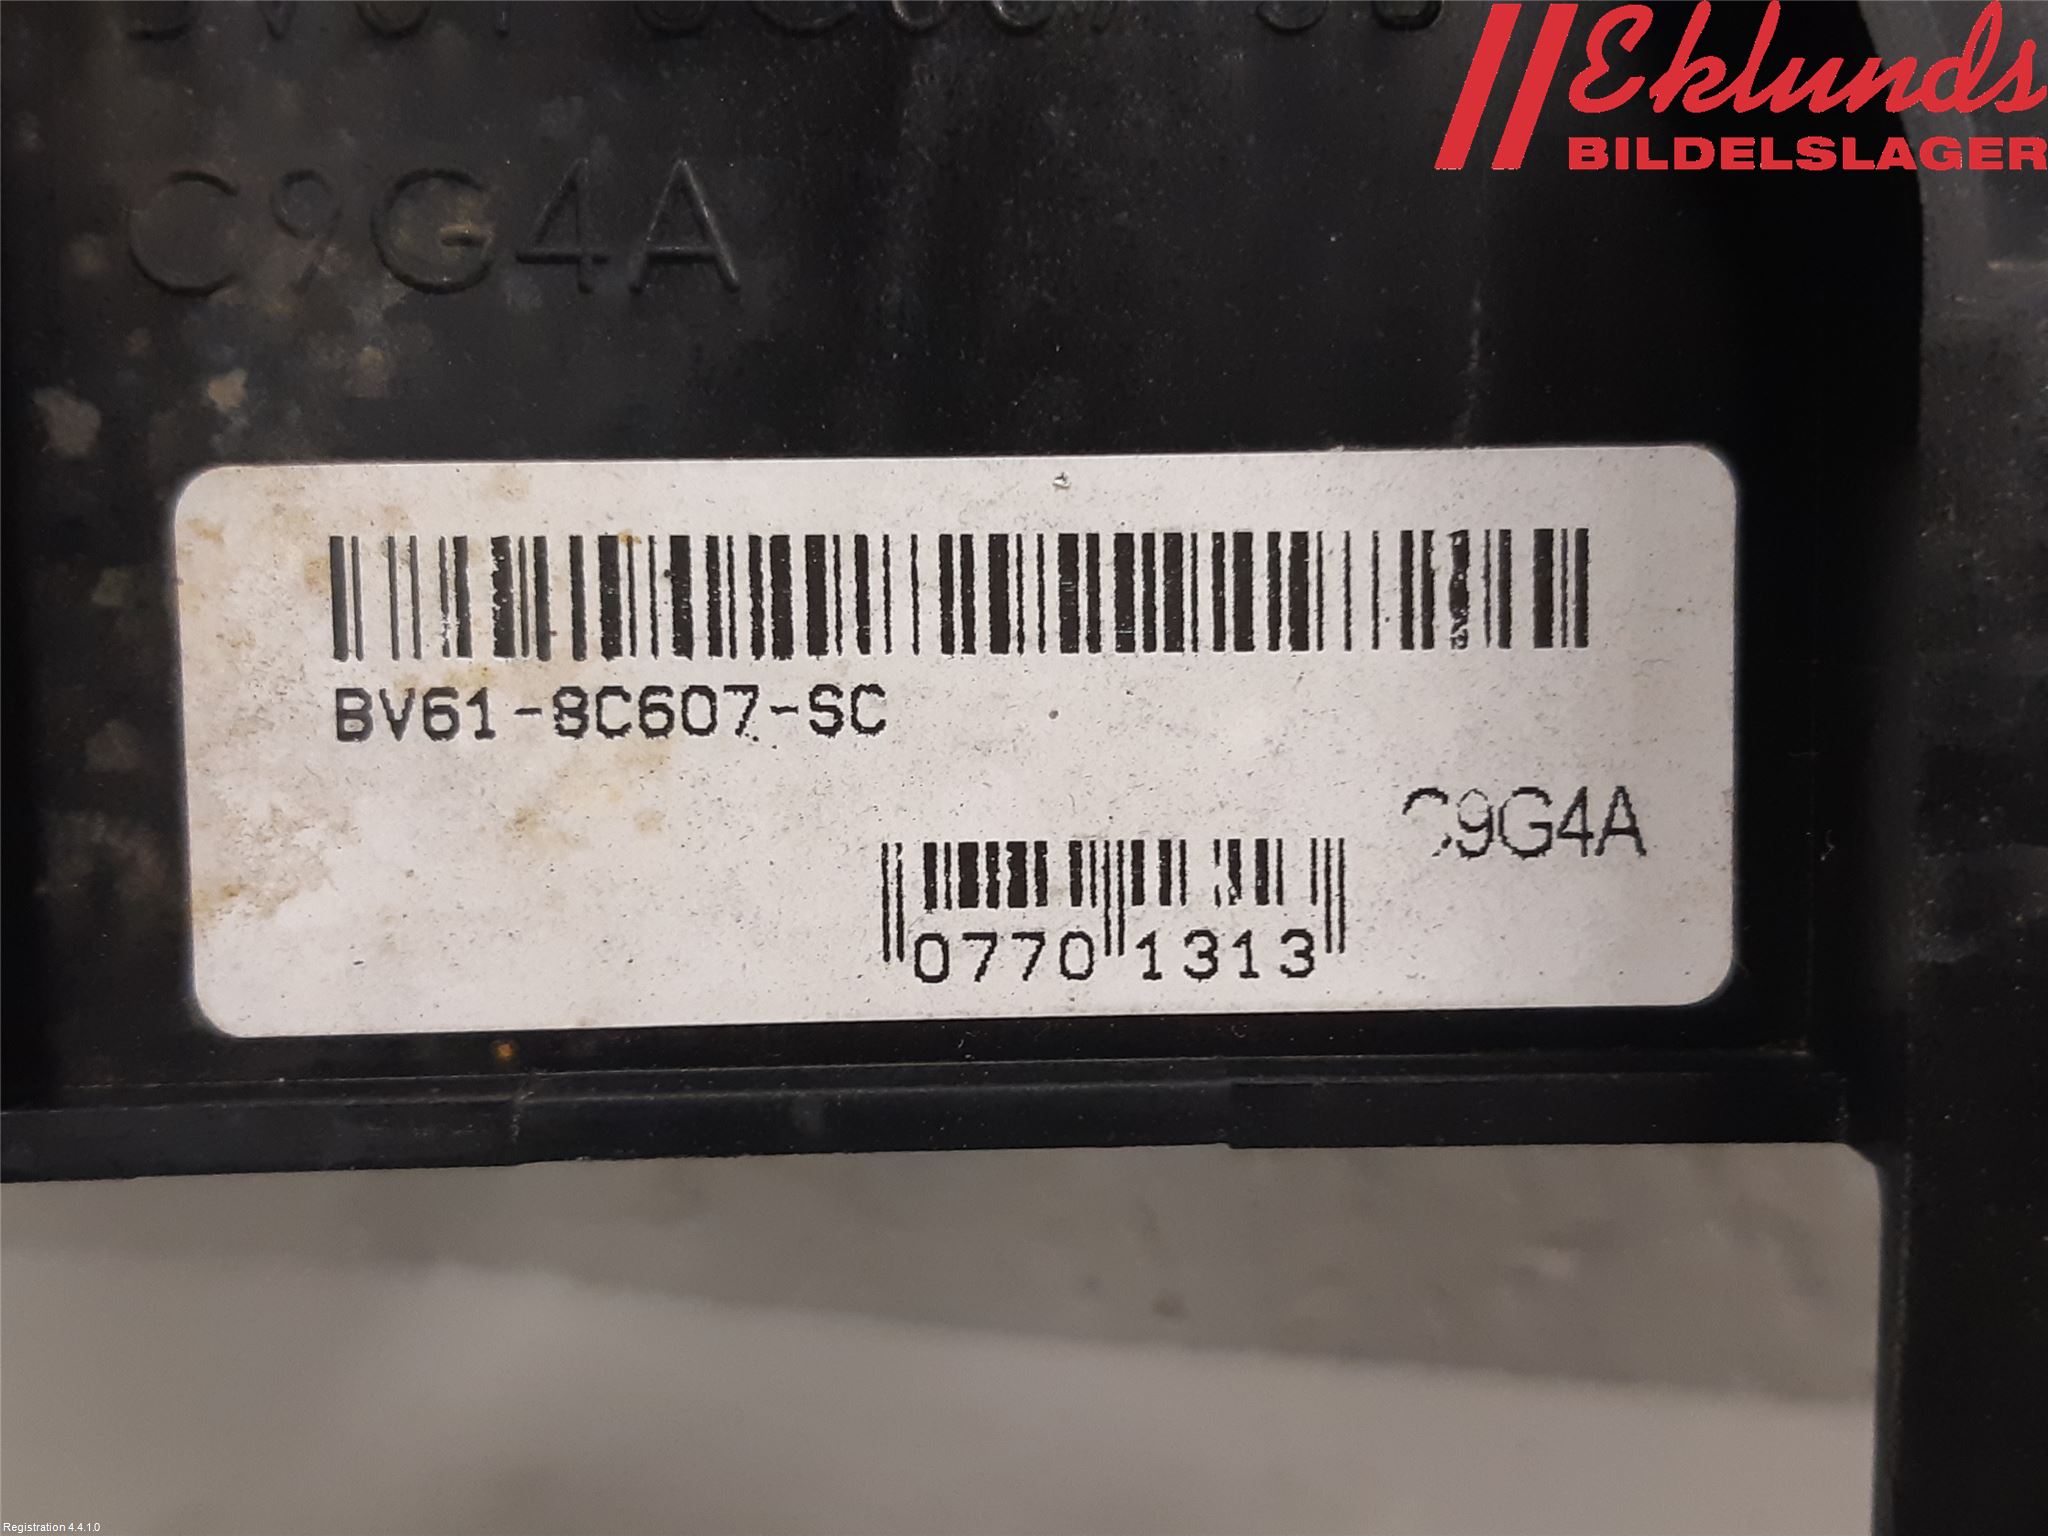 Eklunds
BILDELSLAGER
C9G4A
BV61-8C607-SC
C9G4A
0770 1313
Registration 4.4.1.0